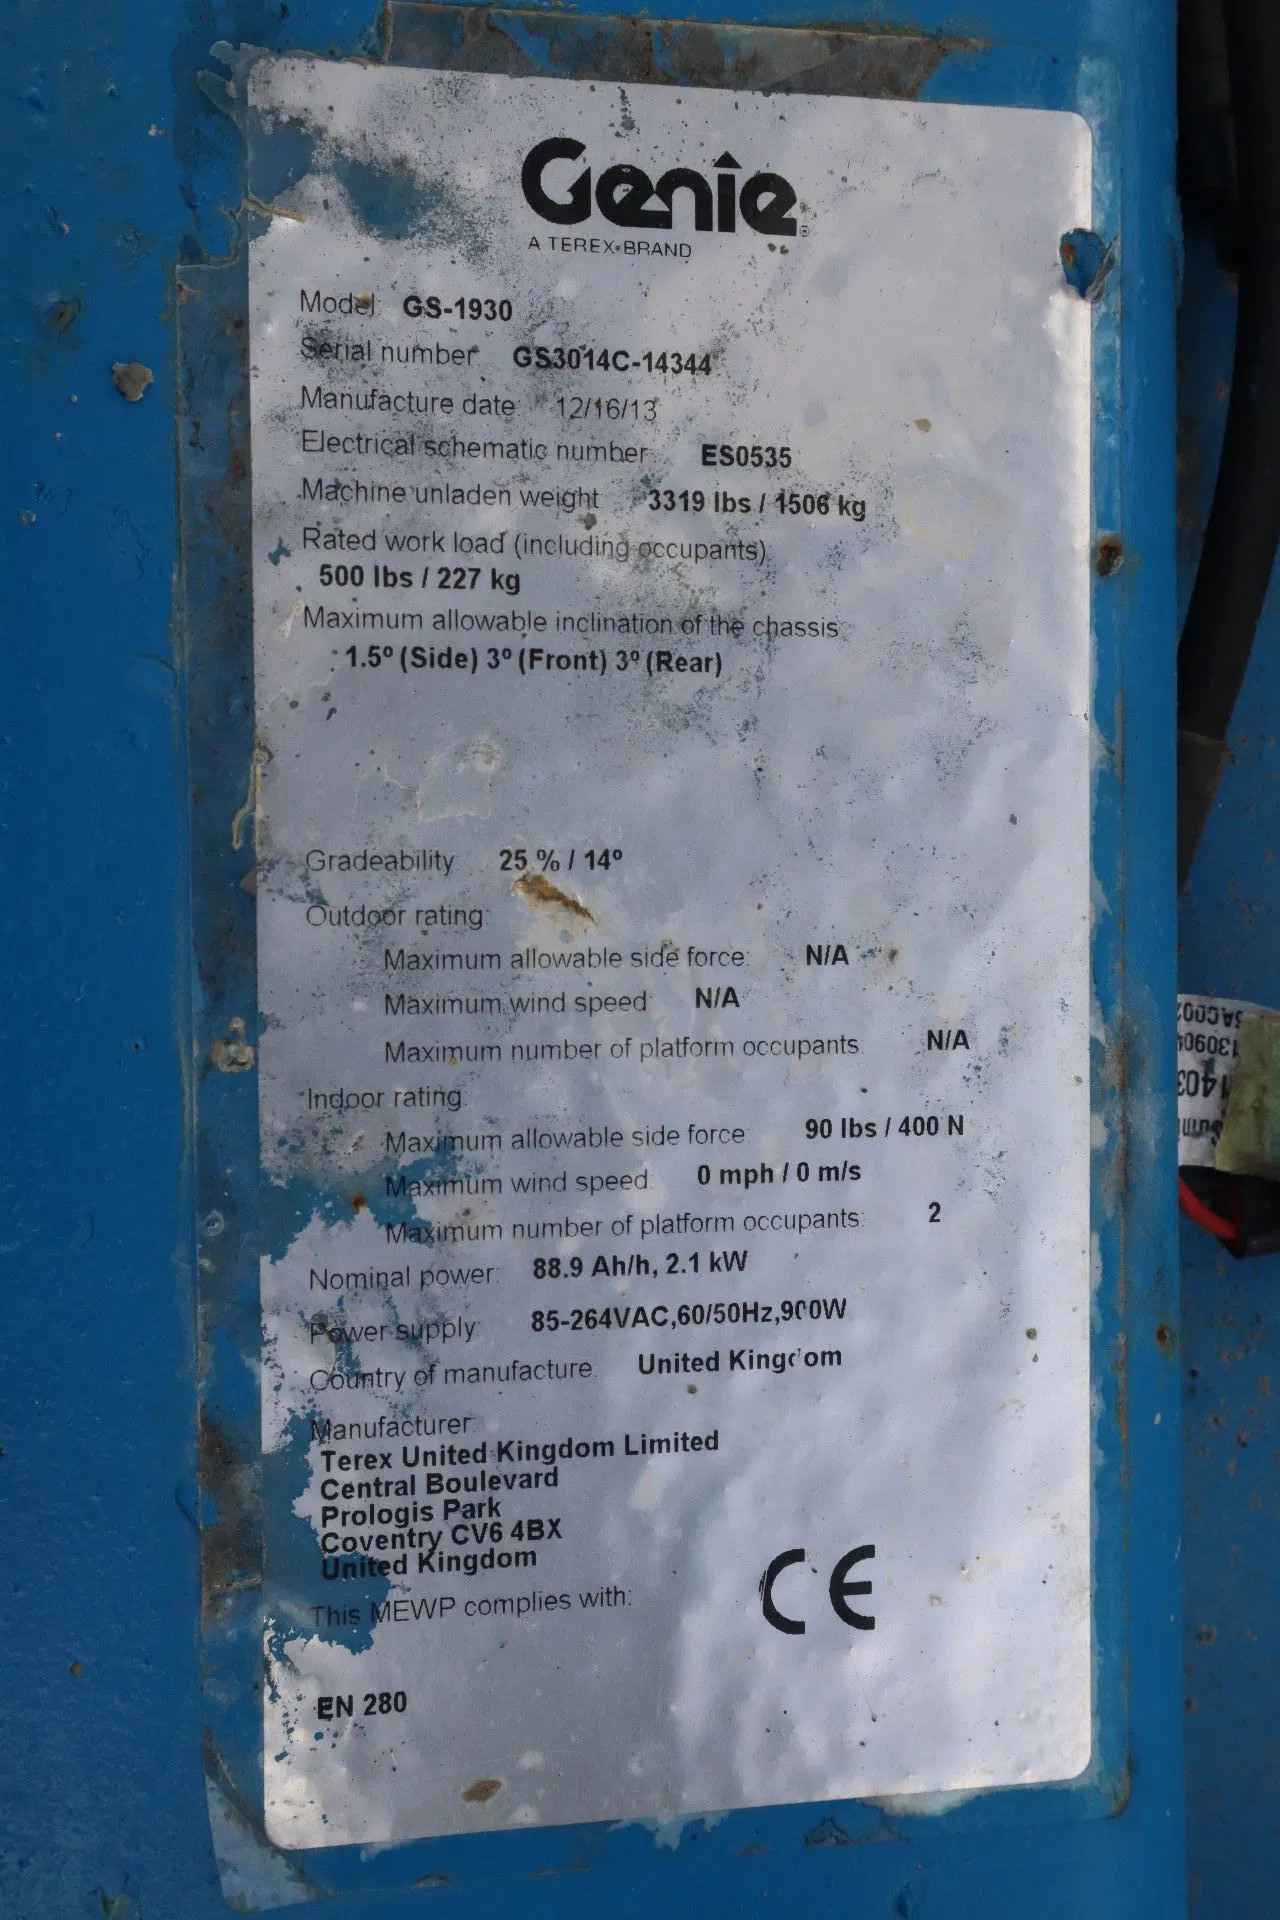 Genie®
A TEREX BRAND
Model: GS-1930
Serial number: GS3014C-14344
Manufacture date: 12/16/13
Electrical schematic number: ES0535
Machine unladen weight: 3319 lbs / 1506 kg
Rated work load (including occupants):
500 lbs / 227 kg
Maximum allowable inclination of the chassis:
1.5º (Side) 3º (Front) 3º (Rear)
Gradeability: 25 % / 14º
Outdoor rating:
Maximum allowable side force: N/A
Maximum wind speed: N/A
Maximum number of platform occupants: N/A
Indoor rating:
Maximum allowable side force: 90 lbs / 400 N
Maximum wind speed: 0 mph / 0 m/s
Maximum number of platform occupants: 2
Nominal power: 88.9 Ah/h, 2.1 kW
Power supply: 85-264VAC,60/50Hz,900W
Country of manufacture: United Kingdom
Manufacturer:
Terex United Kingdom Limited
Central Boulevard
Prologis Park
Coventry CV6 4BX
United Kingdom
This MEWP complies with:
CE
EN 280